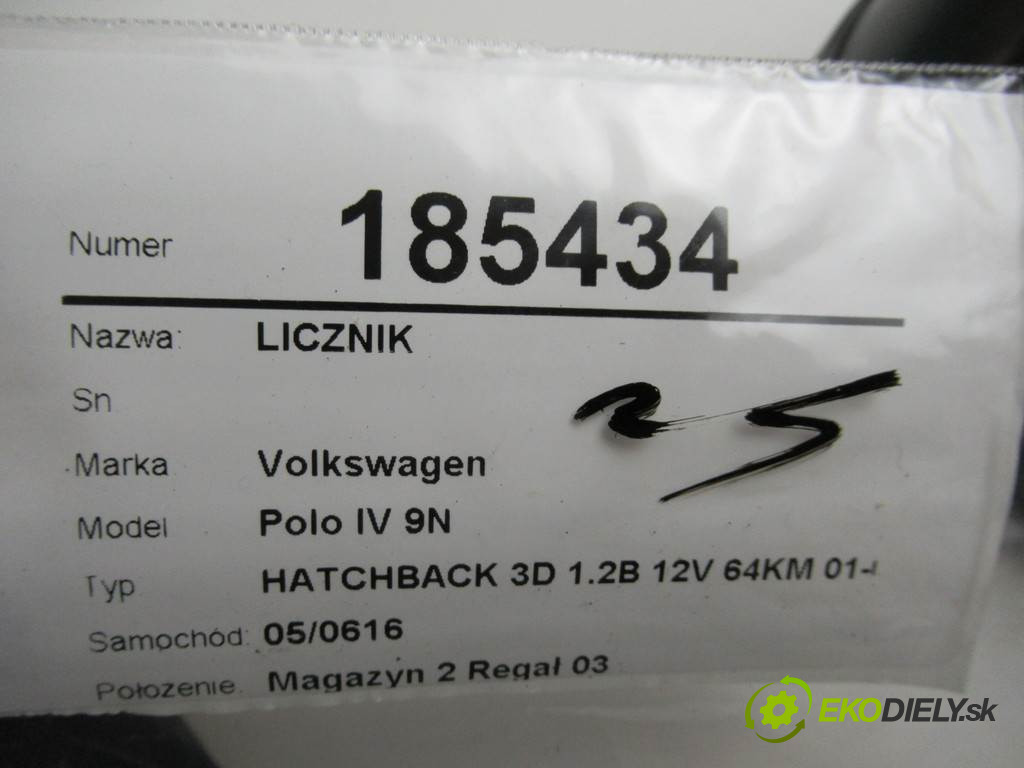 Numer 185434
Nazwa: LICZNIK
Sn
25
Marka Volkswagen
Model Polo IV 9N
Typ HATCHBACK 3D 1.2B 12V 64KM 01-
Samochód: 05/0616
Położenie: Magazyn 2 Regał 03
EKODIELY.sk